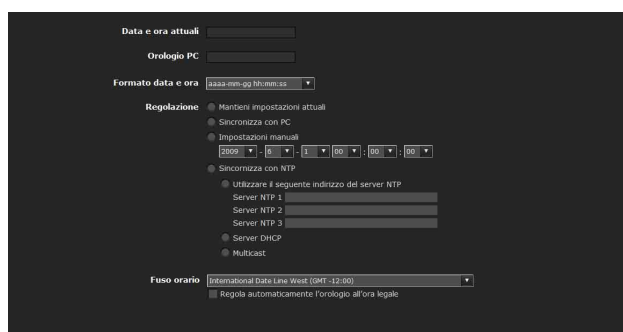 Data e ora attuali
Orologio PC
Formato data e ora aaaa-mm-gg hh:mm:ss
Regolazione Mantieni impostazioni attuali
Sincronizza con PC
Impostazioni manuali
2009 - 6 - 1 00 : 00 : 00
Sincornizza con NTP
Utilizzare il seguente indirizzo del server NTP
Server NTP 1
Server NTP 2
Server NTP 3
Server DHCP
Multicast
Fuso orario International Date Line West (GMT -12:00)
Regola automaticamente l'orologio all'ora legale